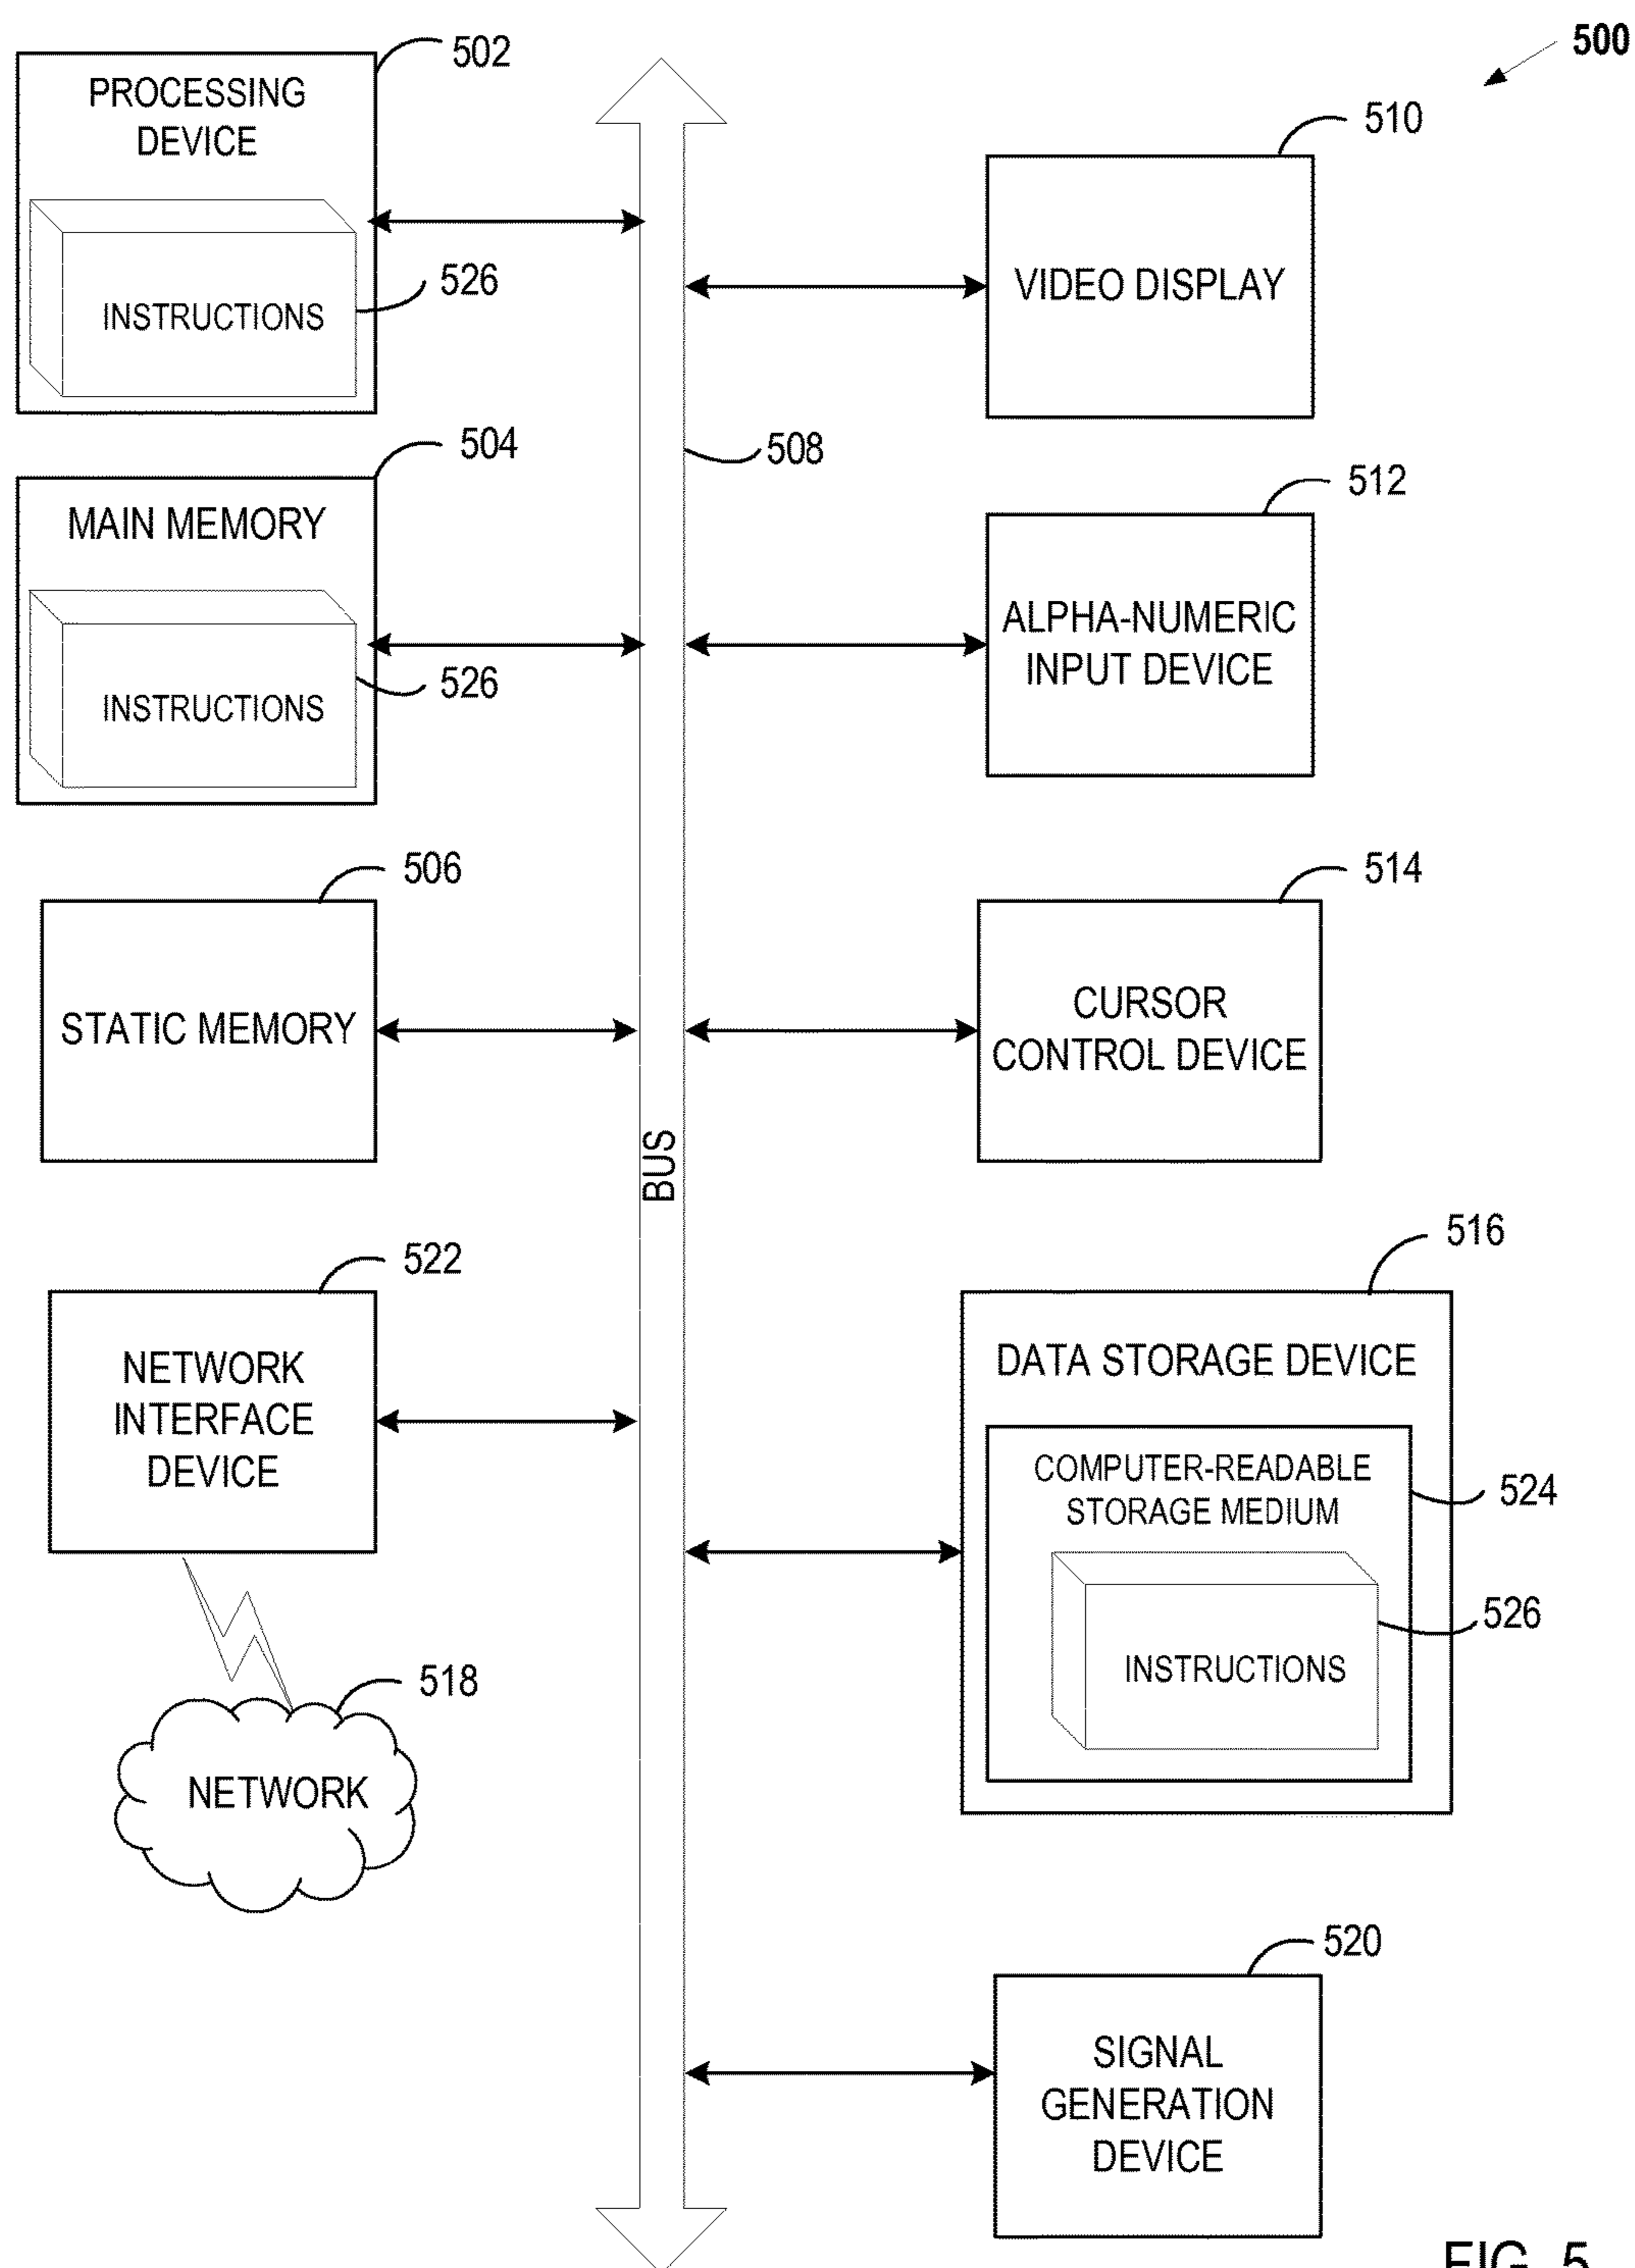 500
502
PROCESSING
DEVICE
INSTRUCTIONS
526
504
MAIN MEMORY
INSTRUCTIONS
526
506
STATIC MEMORY
522
NETWORK
INTERFACE
DEVICE
518
NETWORK
BUS
508
510
VIDEO DISPLAY
512
ALPHA-NUMERIC
INPUT DEVICE
514
CURSOR
CONTROL DEVICE
516
DATA STORAGE DEVICE
COMPUTER-READABLE
STORAGE MEDIUM
524
INSTRUCTIONS
526
520
SIGNAL
GENERATION
DEVICE
FIG. 5